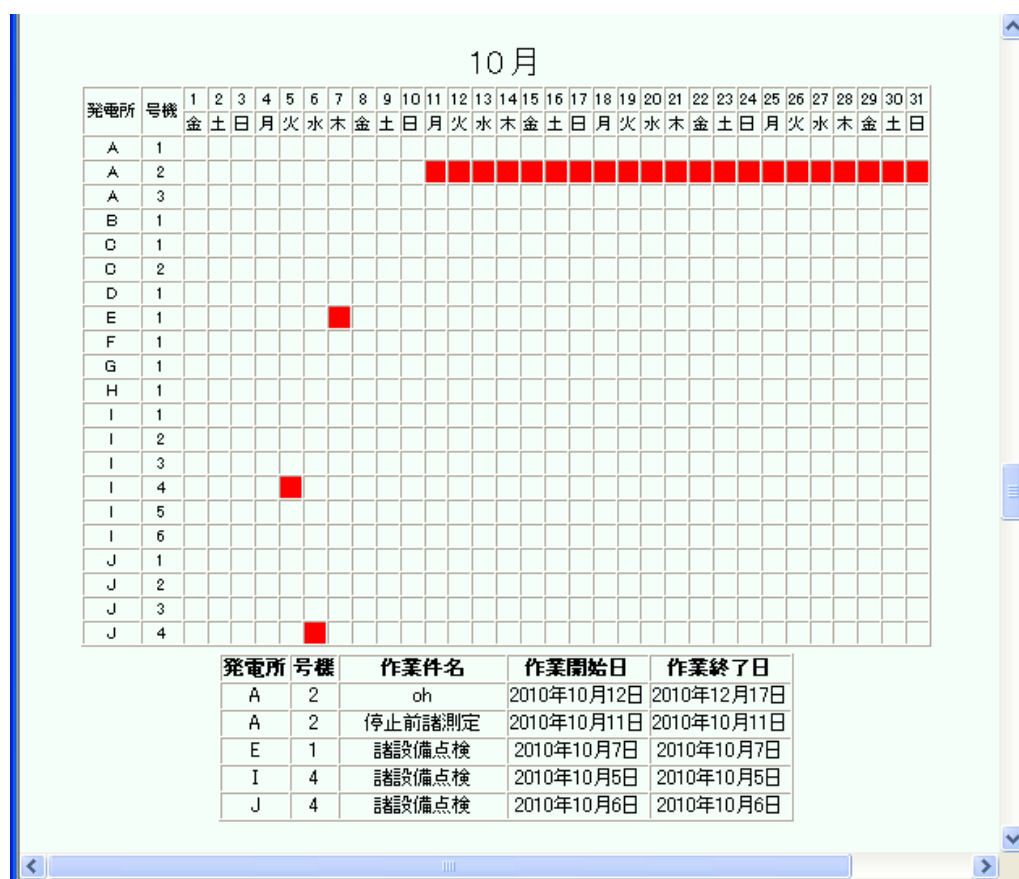 10月
発電所 号機 1 2 3 4 5 6 7 8 9 10 11 12 13 14 15 16 17 18 19 20 21 22 23 24 25 26 27 28 29 30 31
金 土 日 月 火 水 木 金 土 日 月 火 水 木 金 土 日 月 火 水 木 金 土 日 月 火 水 木 金 土 日
A 1
A 2
A 3
B 1
C 1
C 2
D 1
E 1
F 1
G 1
H 1
I 1
I 2
I 3
I 4
I 5
I 6
J 1
J 2
J 3
J 4
発電所 号機 作業件名 作業開始日 作業終了日
A 2 oh 2010年10月12日 2010年12月17日
A 2 停止前諸測定 2010年10月11日 2010年10月11日
E 1 諸設備点検 2010年10月7日 2010年10月7日
I 4 諸設備点検 2010年10月5日 2010年10月5日
J 4 諸設備点検 2010年10月6日 2010年10月6日